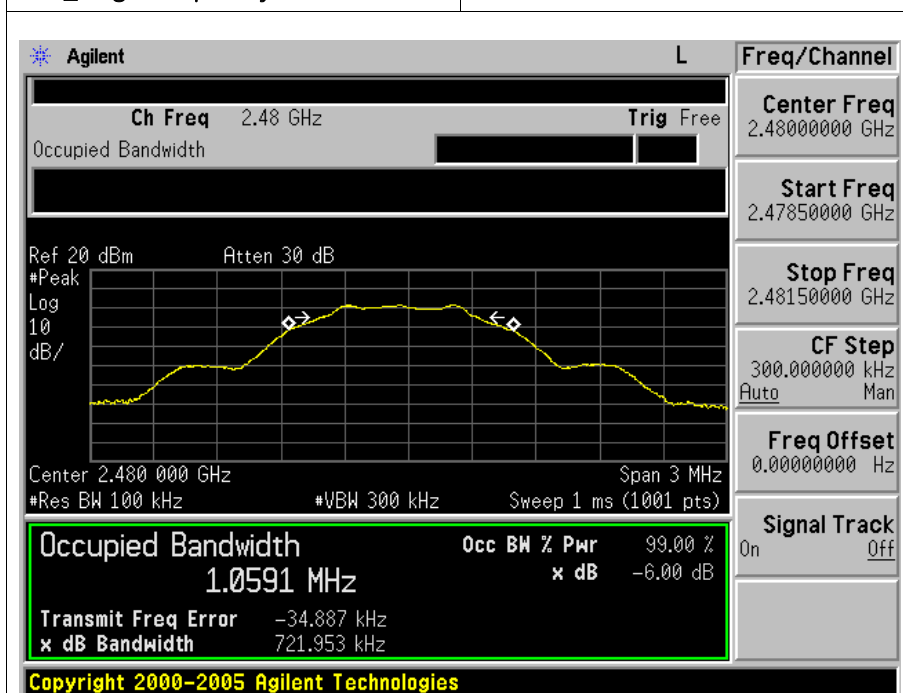 Agilent L Freq/Channel
Ch Freq 2.48 GHz Trig Free
Occupied Bandwidth
Center Freq
2.48000000 GHz
Start Freq
2.47850000 GHz
Stop Freq
2.48150000 GHz
CF Step
300.000000 kHz
Auto Man
Freq Offset
0.00000000 Hz
Signal Track
On Off
Ref 20 dBm Atten 30 dB
#Peak
Log
10
dB/
Center 2.480 000 GHz Span 3 MHz
#Res BW 100 kHz #VBW 300 kHz Sweep 1 ms (1001 pts)
Occupied Bandwidth Occ BW % Pwr 99.00 %
1.0591 MHz x dB -6.00 dB
Transmit Freq Error -34.887 kHz
x dB Bandwidth 721.953 kHz
Copyright 2000-2005 Agilent Technologies